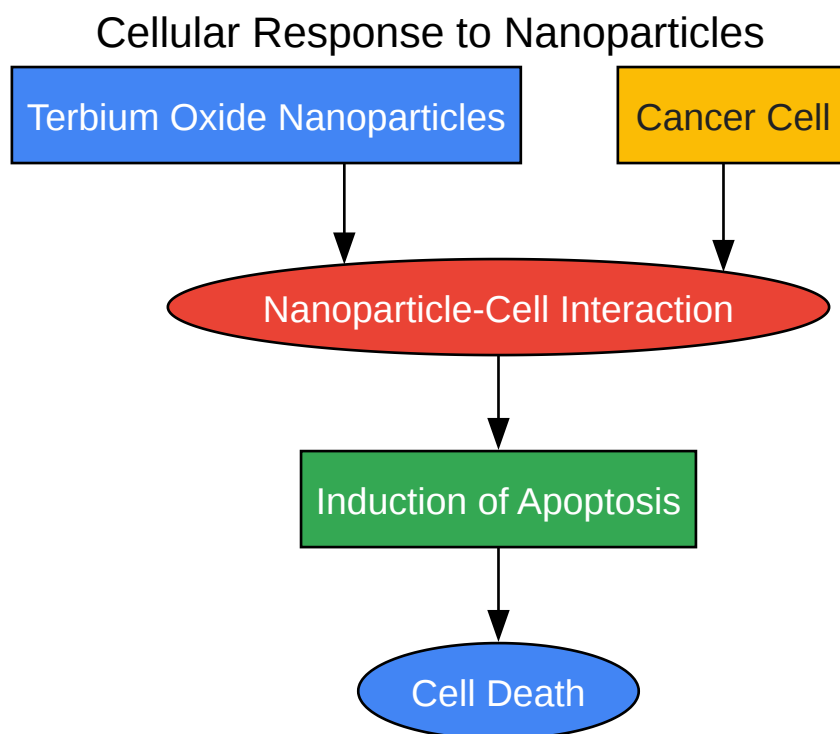 Cellular Response to Nanoparticles
Terbium Oxide Nanoparticles
Cancer Cell
Nanoparticle-Cell Interaction
Induction of Apoptosis
Cell Death